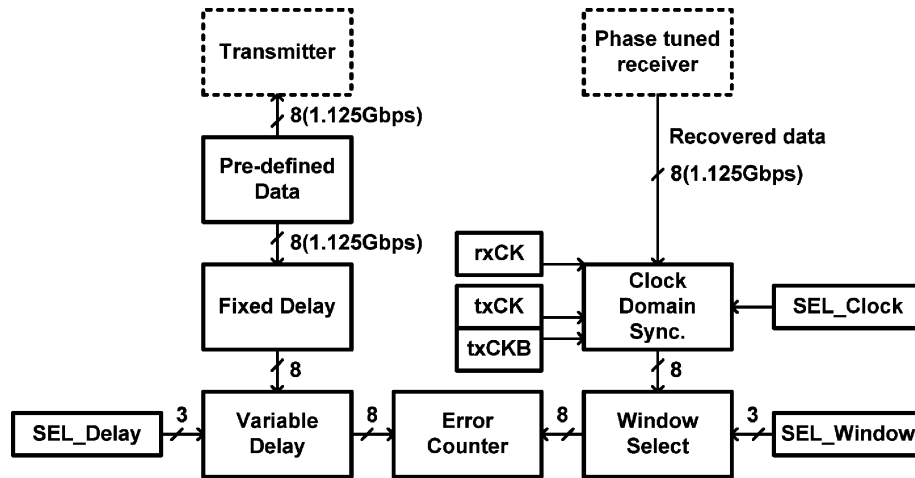 Transmitter
Phase tuned
receiver
8(1.125Gbps)
Recovered data
Pre-defined
Data
8(1.125Gbps)
8(1.125Gbps)
rxCK
Fixed Delay
txCK
txCKB
Clock
Domain
Sync.
SEL_Clock
8
8
SEL_Delay
3
Variable
Delay
8
Error
Counter
8
Window
Select
3
SEL_Window